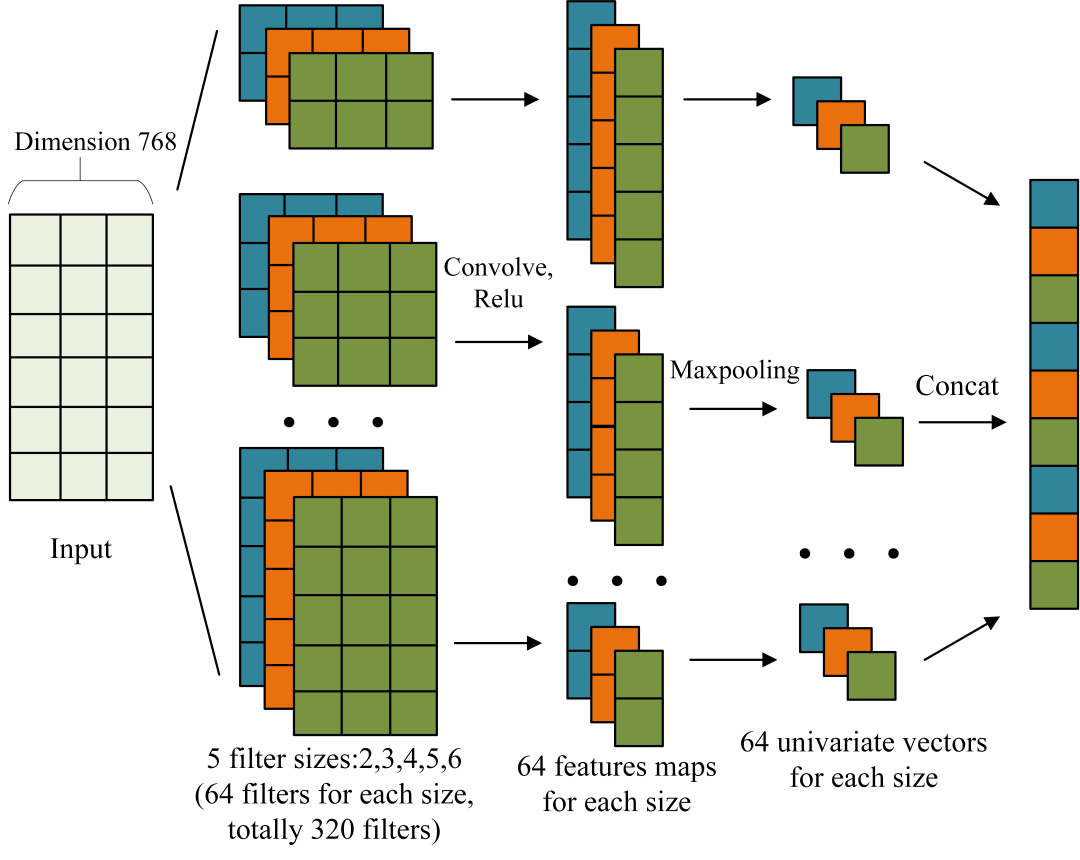 Dimension 768
Input
Convolve,
Relu
Maxpooling
Concat
5 filter sizes:2,3,4,5,6
(64 filters for each size,
totally 320 filters)
64 features maps
for each size
64 univariate vectors
for each size